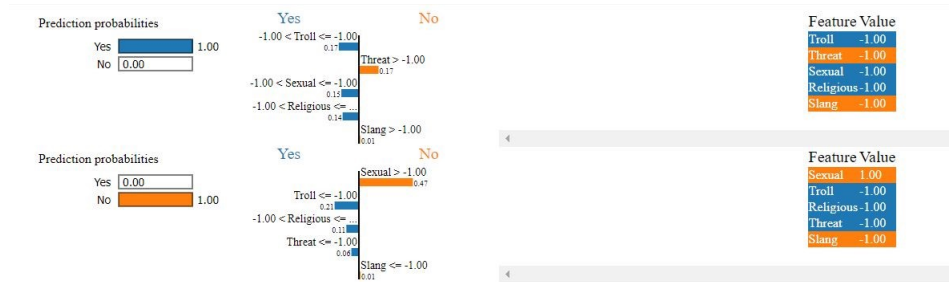 Prediction probabilities
Yes 1.00
No 0.00
Yes No
-1.00 < Troll <= -1.00
0.17
Threat > -1.00
0.17
-1.00 < Sexual <= -1.00
0.15
-1.00 < Religious <= ...
0.14
Slang > -1.00
0.01
Feature Value
Troll -1.00
Threat -1.00
Sexual -1.00
Religious -1.00
Slang -1.00
Prediction probabilities
Yes 0.00
No 1.00
Yes No
Sexual > -1.00
0.47
Troll <= -1.00
0.21
-1.00 < Religious <= ...
0.11
Threat <= -1.00
0.06
Slang <= -1.00
0.01
Feature Value
Sexual 1.00
Troll -1.00
Religious -1.00
Threat -1.00
Slang -1.00